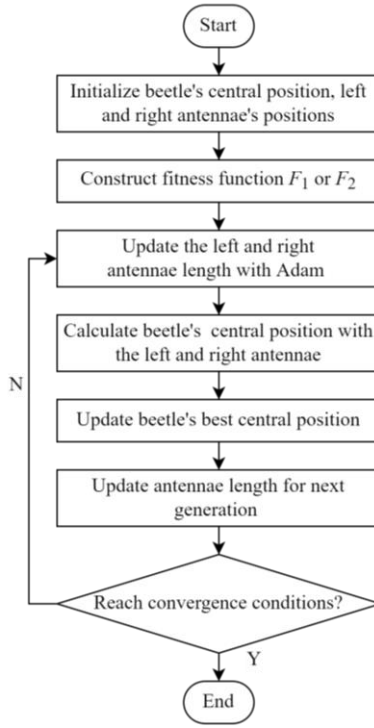 Start
Initialize beetle's central position, left
and right antennae's positions
Construct fitness function F₁ or F₂
Update the left and right
antennae length with Adam
Calculate beetle's central position with
the left and right antennae
N
Update beetle's best central position
Update antennae length for next
generation
Reach convergence conditions?
Y
End